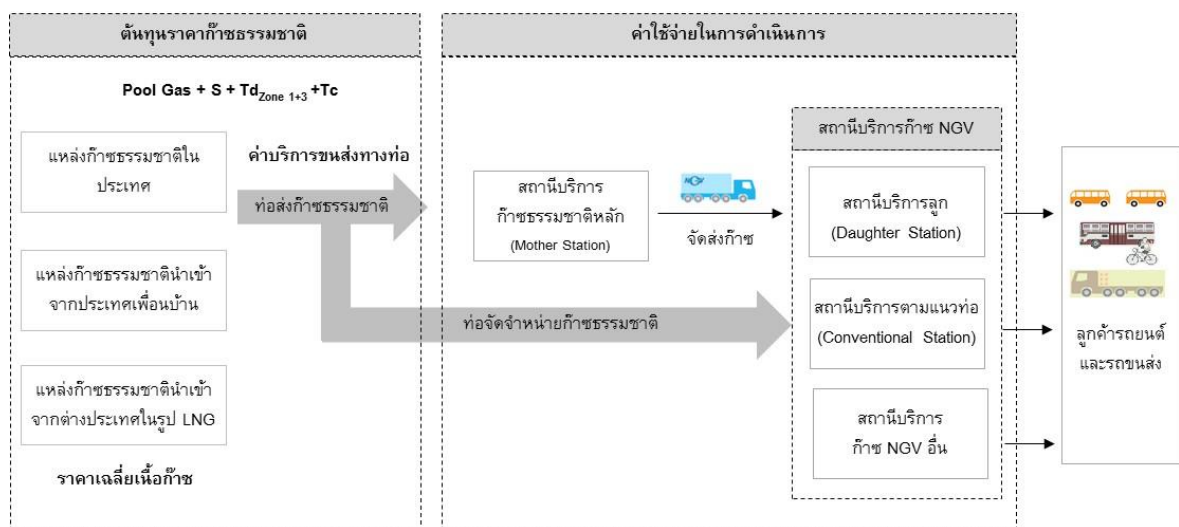 ต้นทุนราคาก๊าซธรรมชาติ
Pool Gas + S + Td Zone 1+3 +Tc
แหล่งก๊าซธรรมชาติใน
ประเทศ
แหล่งก๊าซธรรมชาตินำเข้า
จากประเทศเพื่อนบ้าน
แหล่งก๊าซธรรมชาตินำเข้า
จากต่างประเทศในรูป LNG
ราคาเฉลี่ยเนื้อก๊าซ
ค่าบริการขนส่งทางท่อ
ท่อส่งก๊าซธรรมชาติ
ค่าใช้จ่ายในการดำเนินการ
สถานีบริการ
ก๊าซธรรมชาติหลัก
(Mother Station)
NGV
จัดส่งก๊าซ
ท่อจัดจำหน่ายก๊าซธรรมชาติ
สถานีบริการก๊าซ NGV
สถานีบริการลูก
(Daughter Station)
สถานีบริการตามแนวท่อ
(Conventional Station)
สถานีบริการ
ก๊าซ NGV อื่น
ลูกค้ารถยนต์
และรถขนส่ง